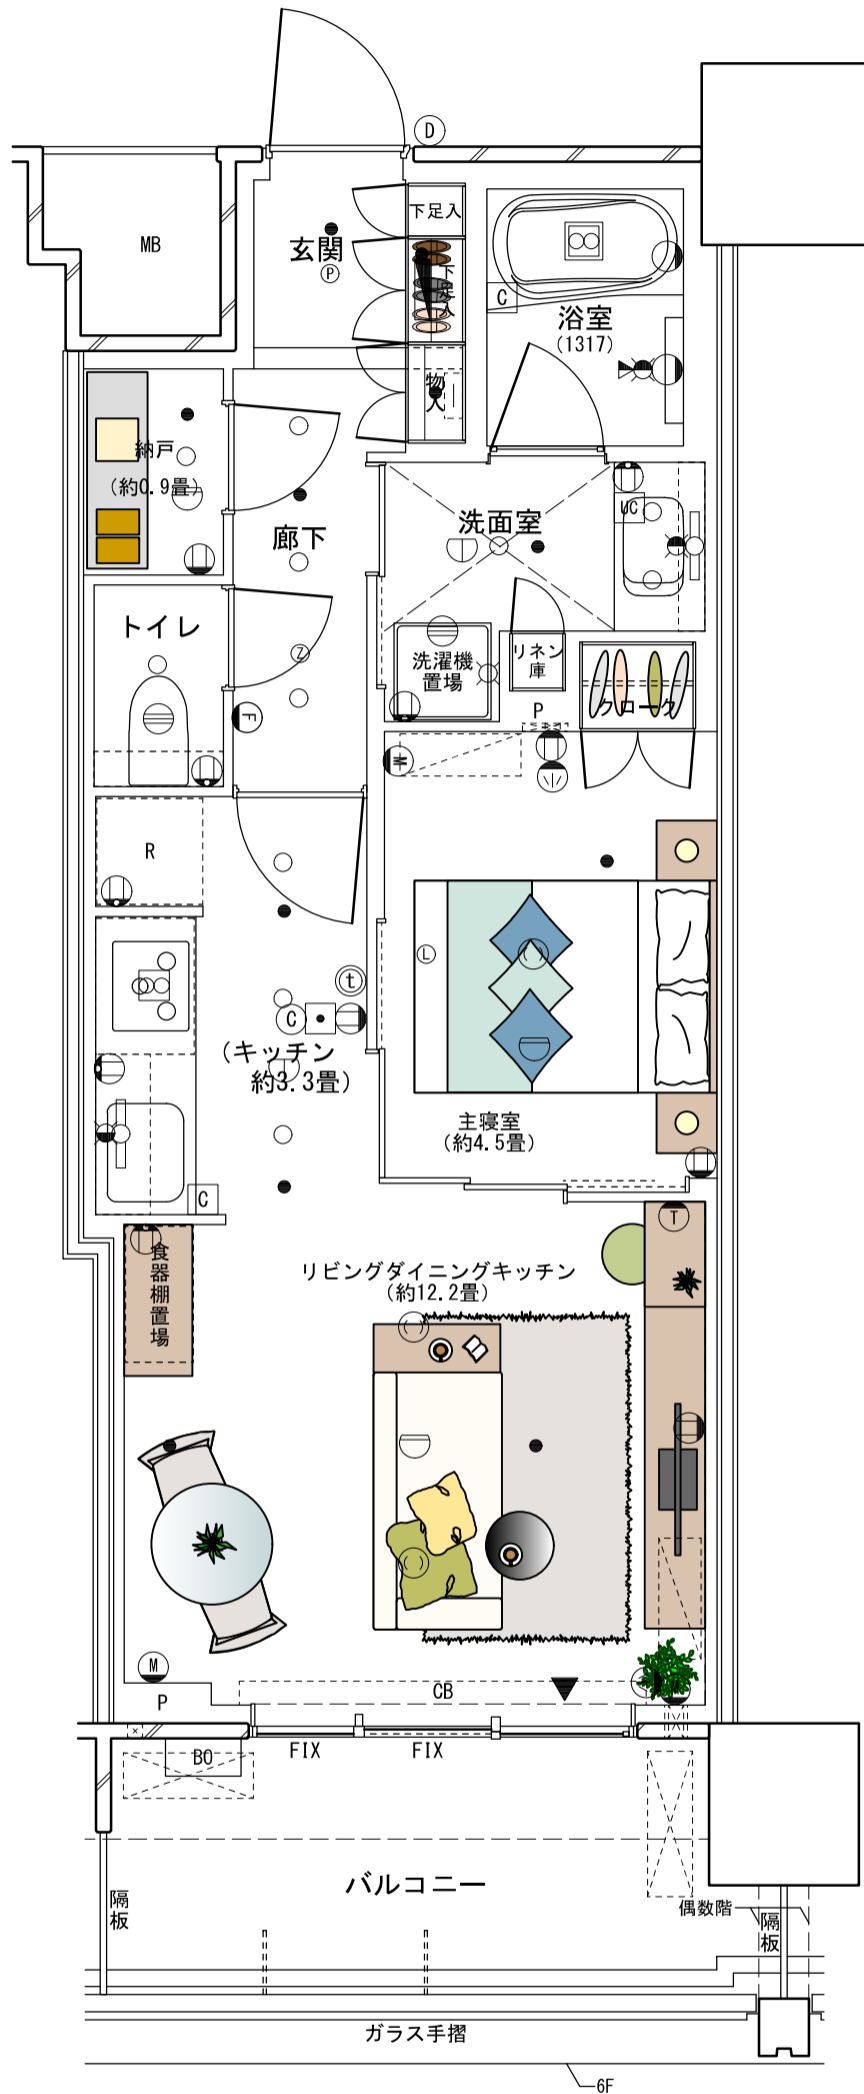 D
MB
玄関
P
下足入
下足入
物入
C
浴室
(1317)
納戸
(約0.9畳)
廊下
洗面室
UC
トイレ
Z
F
洗濯機
置場
リネン
庫
クローク
P
M
R
L
t
C
(キッチン
約3.3畳)
主寝室
(約4.5畳)
C
T
食器棚置場
リビングダイニングキッチン
(約12.2畳)
M
P
CB
BO
FIX
FIX
バルコニー
隔板
偶数階
隔板
ガラス手摺
6F